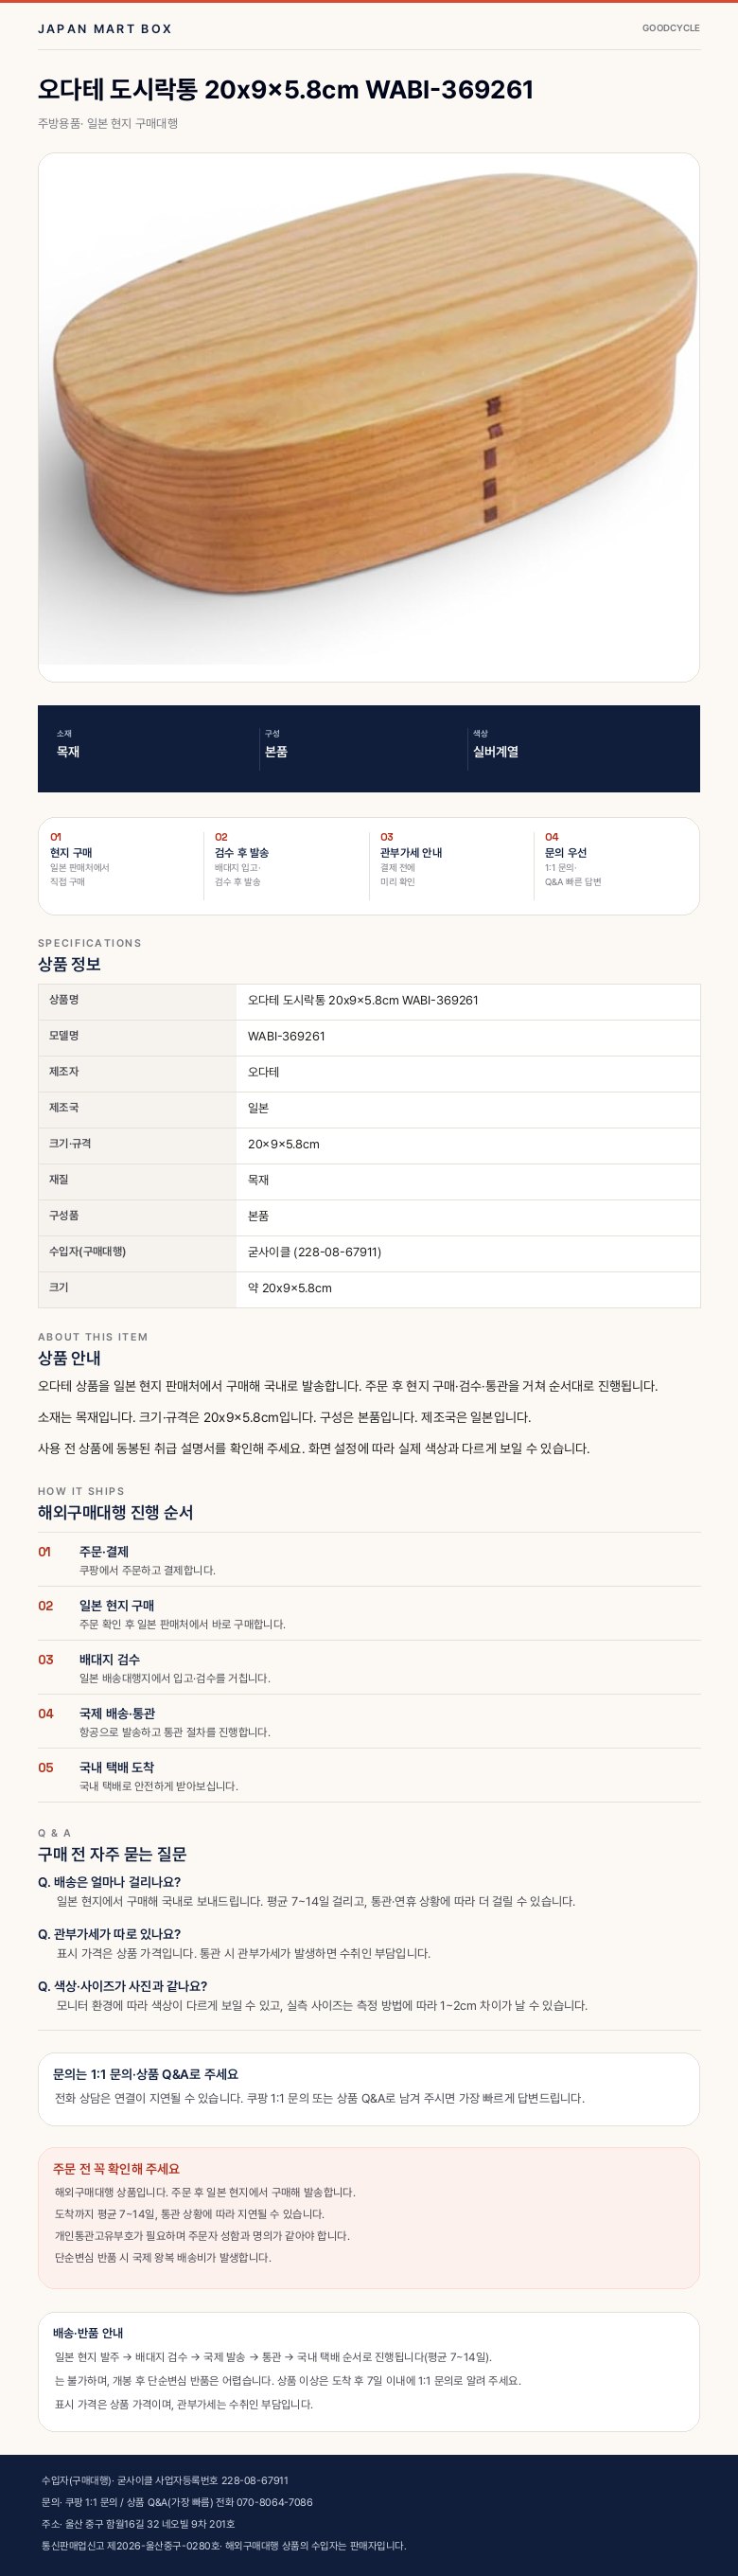 JAPAN MART BOX
GOODCYCLE
오다테 도시락통 20x9x5.8cm WABI-369261
주방용품· 일본 현지 구매대행
소재
목재
구성
본품
색상
실버계열
01
현지 구매
일본 판매처에서
직접 구매
02
검수 후 발송
배대지 입고·
검수 후 발송
03
관부가세 안내
결제 전에
미리 확인
04
문의 우선
1:1 문의·
Q&A 빠른 답변
SPECIFICATIONS
상품 정보
상품명 오다테 도시락통 20x9x5.8cm WABI-369261
모델명 WABI-369261
제조자 오다테
제조국 일본
크기·규격 20x9x5.8cm
재질 목재
구성품 본품
수입자(구매대행) 굳사이클 (228-08-67911)
크기 약 20x9x5.8cm
ABOUT THIS ITEM
상품 안내
오다테 상품을 일본 현지 판매처에서 구매해 국내로 발송합니다. 주문 후 현지 구매·검수·통관을 거쳐 순서대로 진행됩니다.
소재는 목재입니다. 크기·규격은 20x9x5.8cm입니다. 구성은 본품입니다. 제조국은 일본입니다.
사용 전 상품에 동봉된 취급 설명서를 확인해 주세요. 화면 설정에 따라 실제 색상과 다르게 보일 수 있습니다.
HOW IT SHIPS
해외구매대행 진행 순서
01 주문·결제
쿠팡에서 주문하고 결제합니다.
02 일본 현지 구매
주문 확인 후 일본 판매처에서 바로 구매합니다.
03 배대지 검수
일본 배송대행지에서 입고·검수를 거칩니다.
04 국제 배송·통관
항공으로 발송하고 통관 절차를 진행합니다.
05 국내 택배 도착
국내 택배로 안전하게 받아보십니다.
Q & A
구매 전 자주 묻는 질문
Q. 배송은 얼마나 걸리나요?
일본 현지에서 구매해 국내로 보내드립니다. 평균 7~14일 걸리고, 통관·연휴 상황에 따라 더 걸릴 수 있습니다.
Q. 관부가세가 따로 있나요?
표시 가격은 상품 가격입니다. 통관 시 관부가세가 발생하면 수취인 부담입니다.
Q. 색상·사이즈가 사진과 같나요?
모니터 환경에 따라 색상이 다르게 보일 수 있고, 실측 사이즈는 측정 방법에 따라 1~2cm 차이가 날 수 있습니다.
문의는 1:1 문의·상품 Q&A로 주세요
전화 상담은 연결이 지연될 수 있습니다. 쿠팡 1:1 문의 또는 상품 Q&A로 남겨 주시면 가장 빠르게 답변드립니다.
주문 전 꼭 확인해 주세요
해외구매대행 상품입니다. 주문 후 일본 현지에서 구매해 발송합니다.
도착까지 평균 7~14일, 통관 상황에 따라 지연될 수 있습니다.
개인통관고유부호가 필요하며 주문자 성함과 명의가 같아야 합니다.
단순변심 반품 시 국제 왕복 배송비가 발생합니다.
배송·반품 안내
일본 현지 발주 → 배대지 검수 → 국제 발송 → 통관 → 국내 택배 순서로 진행됩니다(평균 7~14일).
는 불가하며, 개봉 후 단순변심 반품은 어렵습니다. 상품 이상은 도착 후 7일 이내에 1:1 문의로 알려 주세요.
표시 가격은 상품 가격이며, 관부가세는 수취인 부담입니다.
수입자(구매대행)· 굳사이클 사업자등록번호 228-08-67911
문의· 쿠팡 1:1 문의 / 상품 Q&A(가장 빠름) 전화 070-8064-7086
주소· 울산 중구 함월16길 32 네오빌 9차 201호
통신판매업신고 제2026-울산중구-0280호· 해외구매대행 상품의 수입자는 판매자입니다.